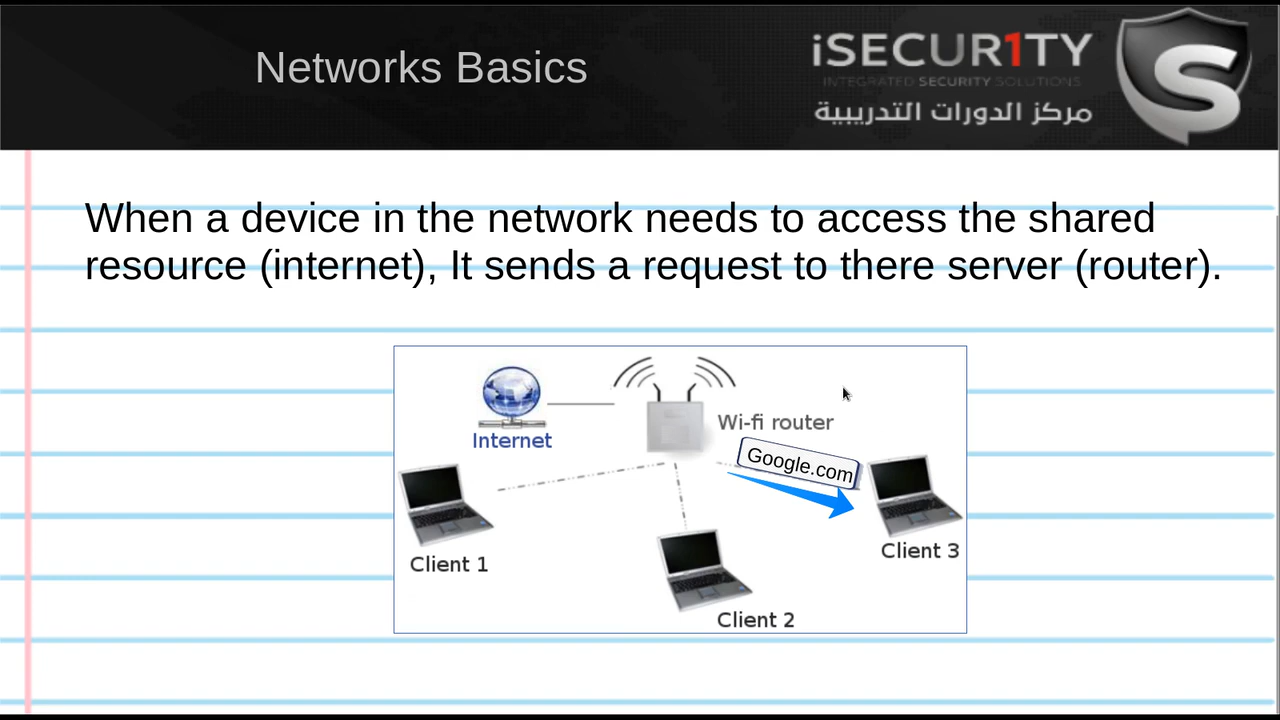 Networks Basics
iSECUR1TY
INTEGRATED SECURITY SOLUTIONS
مركز الدورات التدريبية
S
When a device in the network needs to access the shared
resource (internet), It sends a request to there server (router).
Internet
Wi-fi router
Google.com
Client 1
Client 2
Client 3